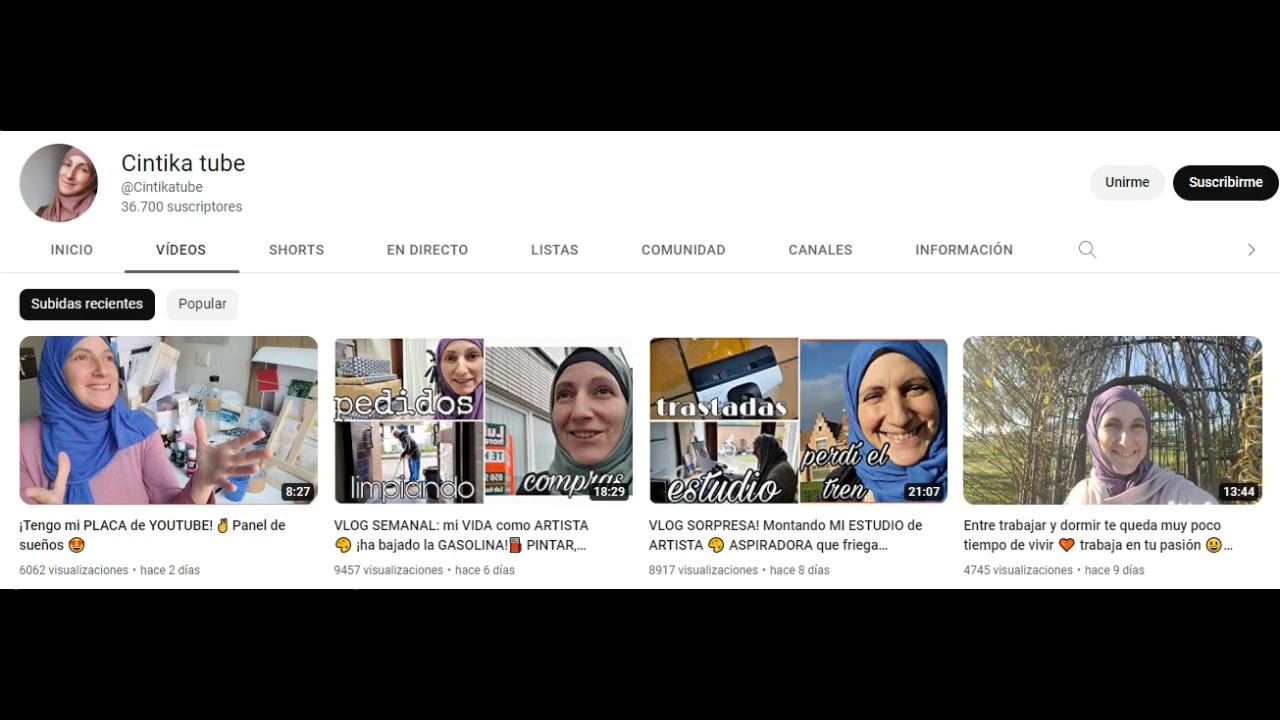 Cintika tube
@Cintikatube
36.700 suscriptores
Unirme
Suscribirme
INICIO
VÍDEOS
SHORTS
EN DIRECTO
LISTAS
COMUNIDAD
CANALES
INFORMACIÓN
Subidas recientes
Popular
8:27
¡Tengo mi PLACA de YOUTUBE! ✌ Panel de
sueños 😍
6062 visualizaciones • hace 2 días
pedidos
limpiando
compras
18:29
VLOG SEMANAL: mi VIDA como ARTISTA
🎨 ¡ha bajado la GASOLINA!⛽ PINTAR,...
9457 visualizaciones • hace 6 días
trastadas
estudio
perdí el
tren
21:07
VLOG SORPRESA! Montando MI ESTUDIO de
ARTISTA 🎨 ASPIRADORA que friega...
8917 visualizaciones • hace 8 días
13:44
Entre trabajar y dormir te queda muy poco
tiempo de vivir 🧡 trabaja en tu pasión 😀...
4745 visualizaciones • hace 9 días